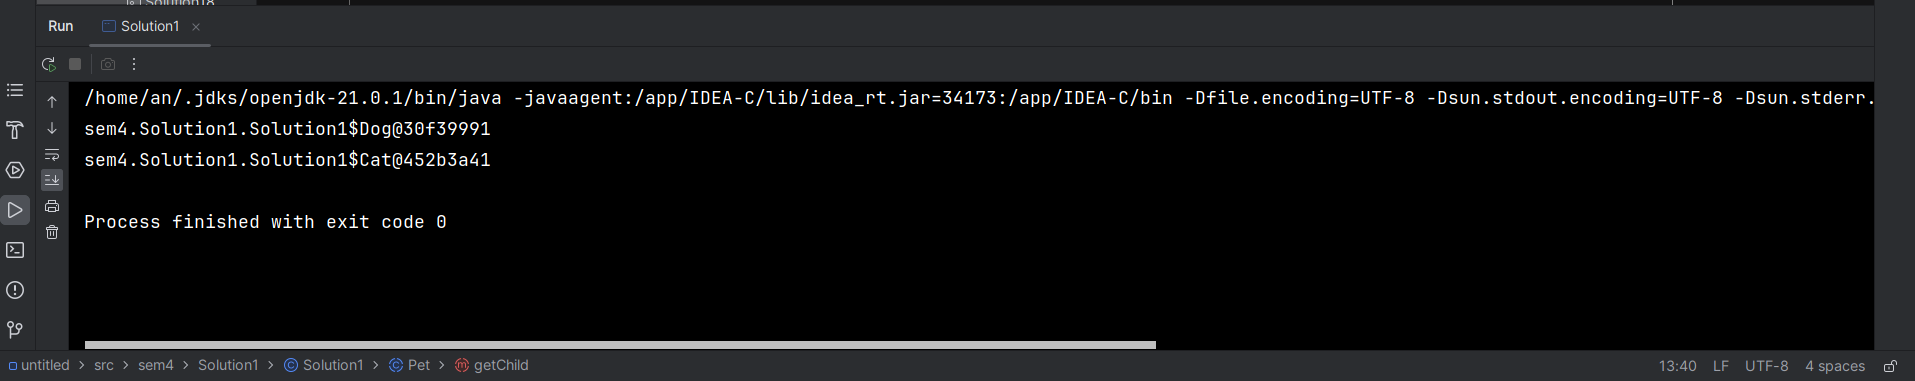 Solution18
Run Solution1
/home/an/.jdks/openjdk-21.0.1/bin/java -javaagent:/app/IDEA-C/lib/idea_rt.jar=34173:/app/IDEA-C/bin -Dfile.encoding=UTF-8 -Dsun.stdout.encoding=UTF-8 -Dsun.stderr.
sem4.Solution1.Solution1$Dog@30f39991
sem4.Solution1.Solution1$Cat@452b3a41
Process finished with exit code 0
untitled > src > sem4 > Solution1 > Solution1 > Pet > getChild 13:40 LF UTF-8 4 spaces